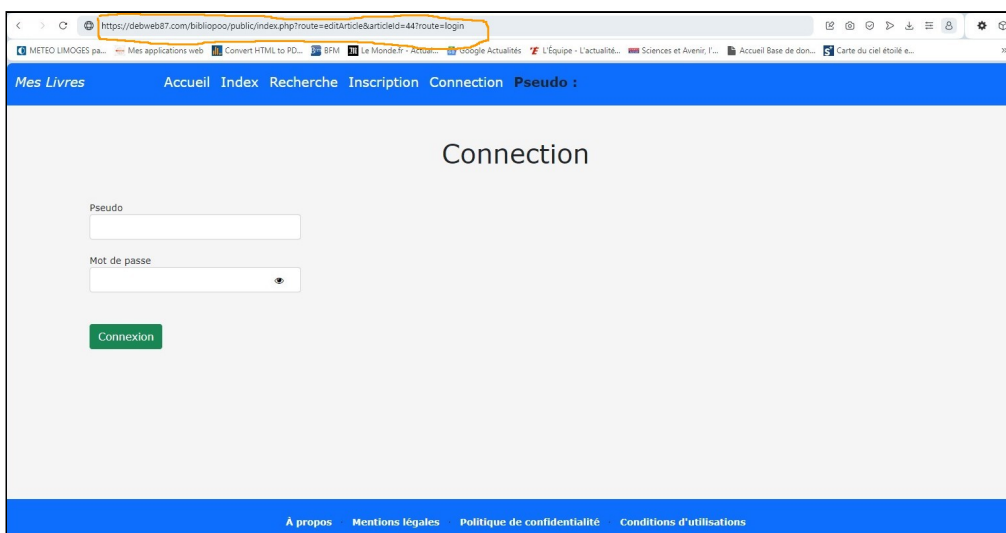 https://debweb87.com/bibliopoo/public/index.php?route=editArticle&articleId=44?route=login
METEO LIMOGES pa... Mes applications web Convert HTML to PD... BFM Le Monde.fr - Actual... Google Actualités L'Équipe - L'actualité... Sciences et Avenir, l'... Accueil Base de don... Carte du ciel étoilé e...
Mes Livres Accueil Index Recherche Inscription Connection Pseudo :
Connection
Pseudo
Mot de passe
Connexion
À propos - Mentions légales - Politique de confidentialité - Conditions d'utilisations